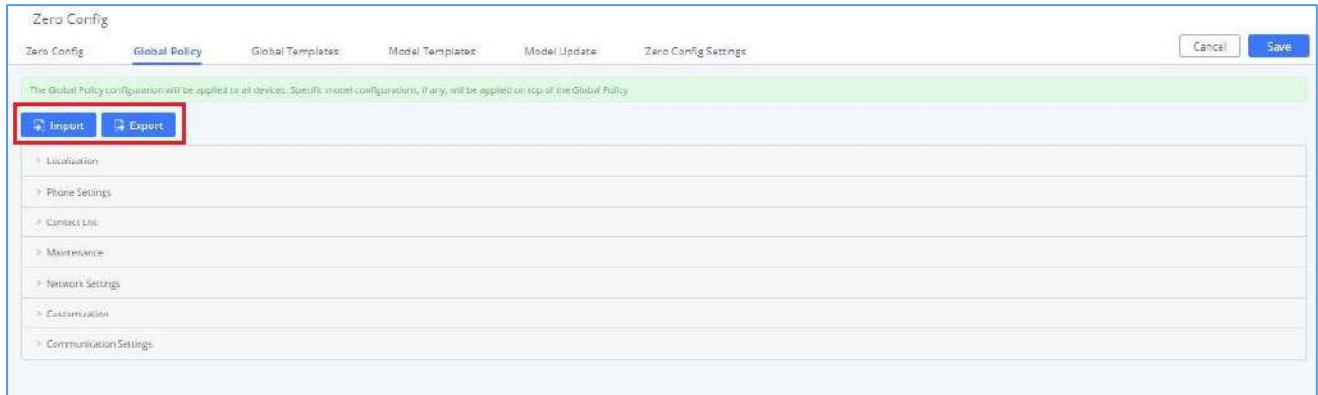 Zero Config
Zero Config Global Policy Global Templates Model Templates Model Update Zero Config Settings Cancel Save
The Global Policy configuration will be applied to all devices. Specific model configurations, if any, will be applied on top of the Global Policy
Import Export
Localization
Phone Settings
Contact List
Maintenance
Network Settings
Customization
Communication Settings